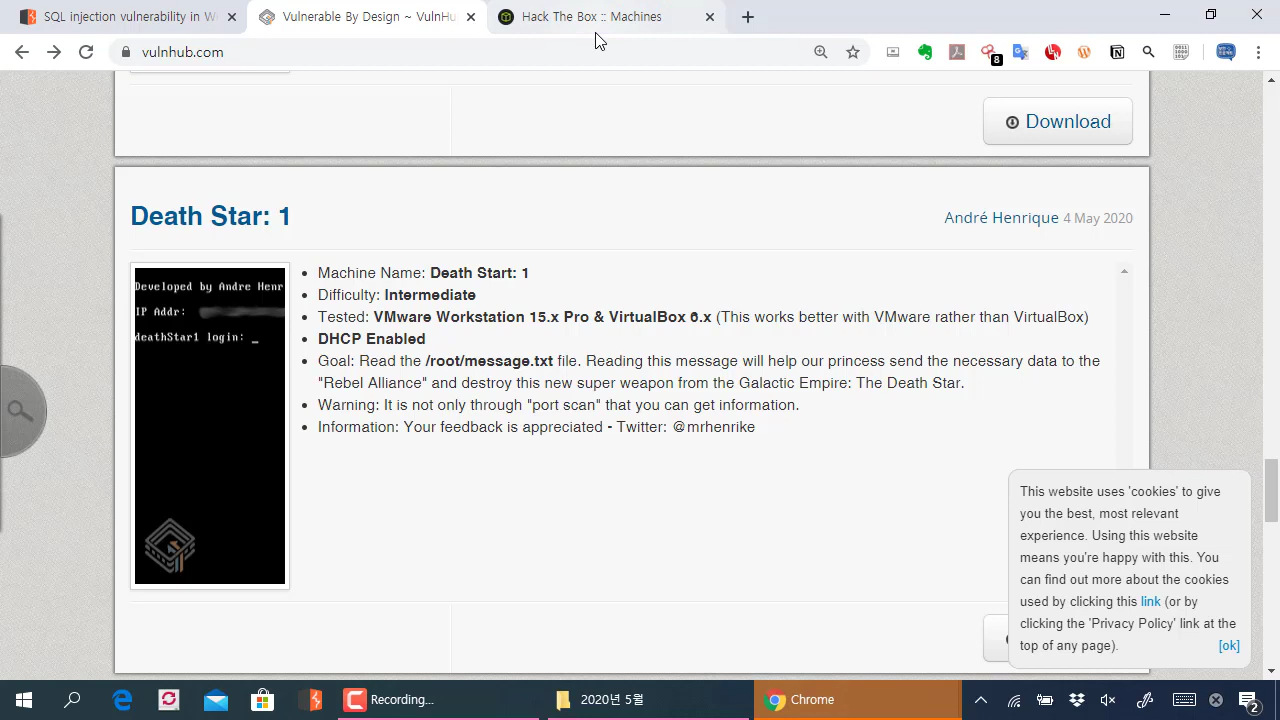 SQL injection vulnerability in W
Vulnerable By Design ~ VulnHu
Hack The Box :: Machines
vulnhub.com
8
Download
Death Star: 1
André Henrique 4 May 2020
Developed by Andre Henr
IP Addr:
deathStar1 login: _
Machine Name: Death Start: 1
Difficulty: Intermediate
Tested: VMware Workstation 15.x Pro & VirtualBox 6.x (This works better with VMware rather than VirtualBox)
DHCP Enabled
Goal: Read the /root/message.txt file. Reading this message will help our princess send the necessary data to the
"Rebel Alliance" and destroy this new super weapon from the Galactic Empire: The Death Star.
Warning: It is not only through "port scan" that you can get information.
Information: Your feedback is appreciated - Twitter: @mrhenrike
This website uses 'cookies' to give
you the best, most relevant
experience. Using this website
means you're happy with this. You
can find out more about the cookies
used by clicking this link (or by
clicking the 'Privacy Policy' link at the
top of any page). [ok]
Recording...
2020년 5월
Chrome
2